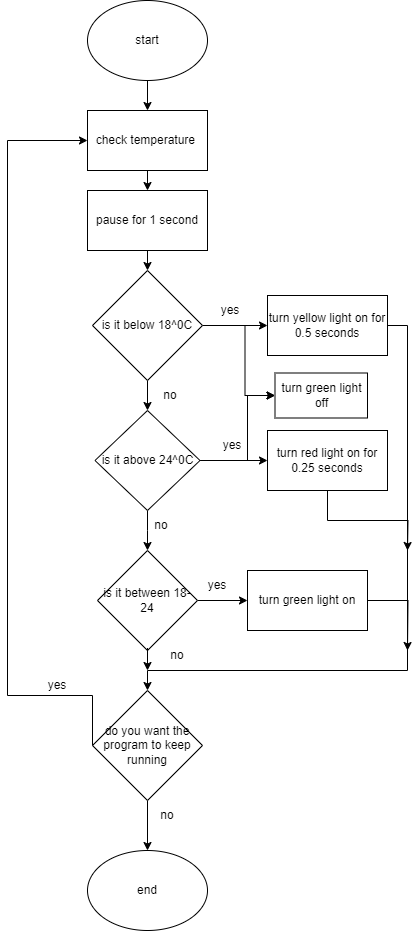 start
check temperature
pause for 1 second
is it below 18^0C
yes
turn yellow light on for
0.5 seconds
no
turn green light
off
is it above 24^0C
yes
turn red light on for
0.25 seconds
no
is it between 18-
24
yes
turn green light on
no
do you want the
program to keep
running
yes
no
end